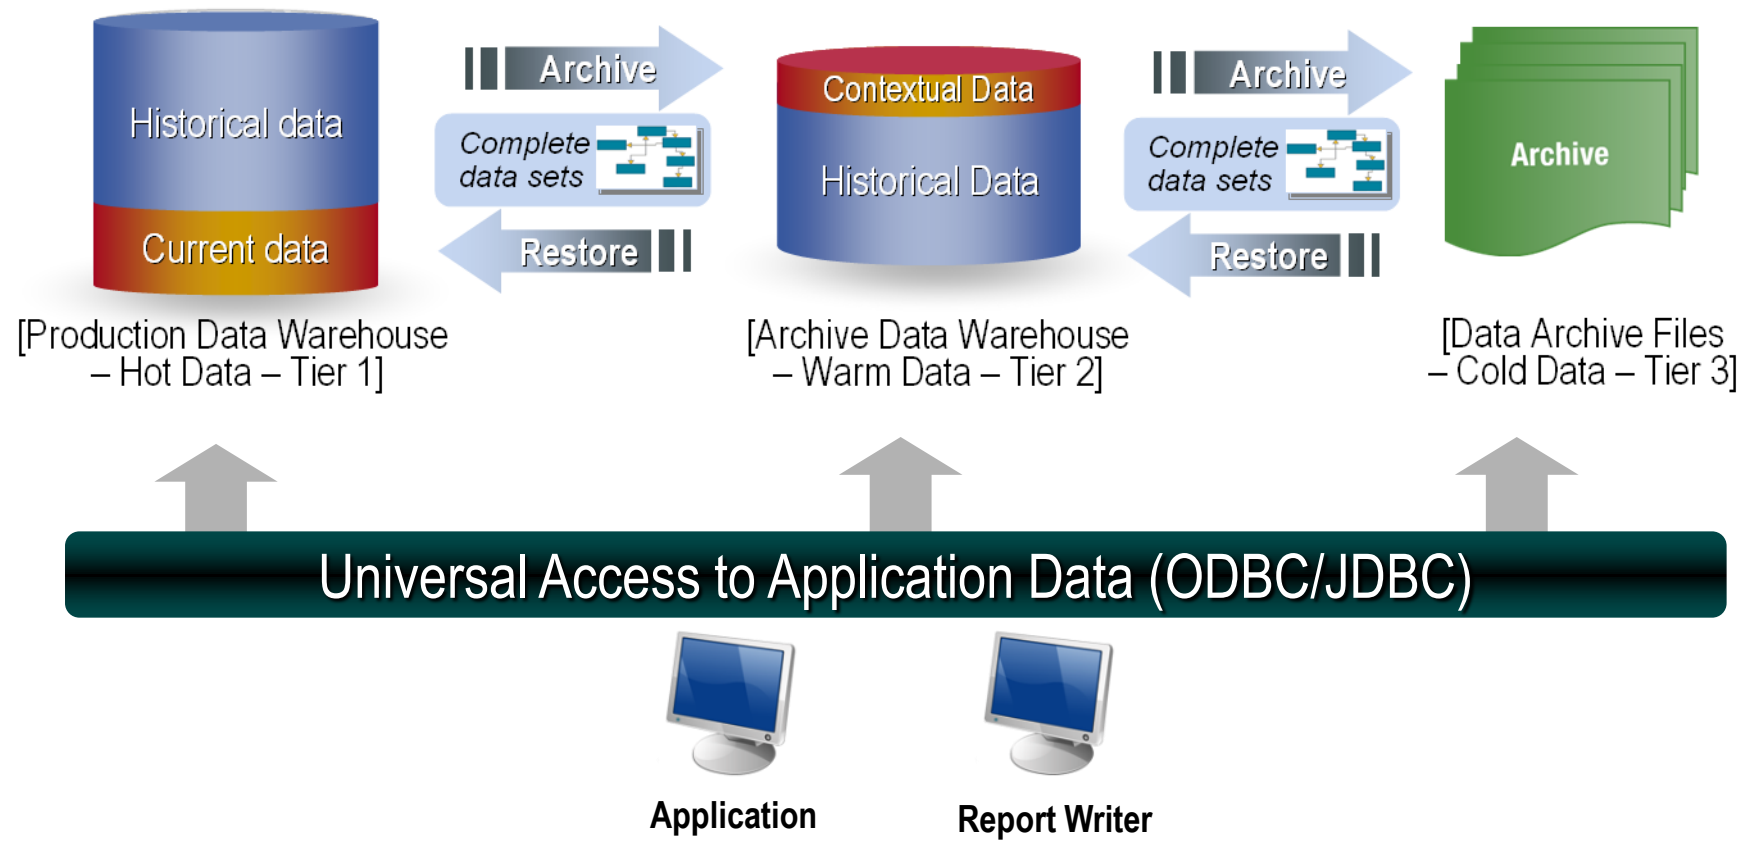 Historical data
Current data
Archive
Complete
data sets
Restore
Contextual Data
Historical Data
Archive
Complete
data sets
Restore
Archive
[Production Data Warehouse
– Hot Data – Tier 1]
[Archive Data Warehouse
– Warm Data – Tier 2]
[Data Archive Files
– Cold Data – Tier 3]
Universal Access to Application Data (ODBC/JDBC)
Application
Report Writer